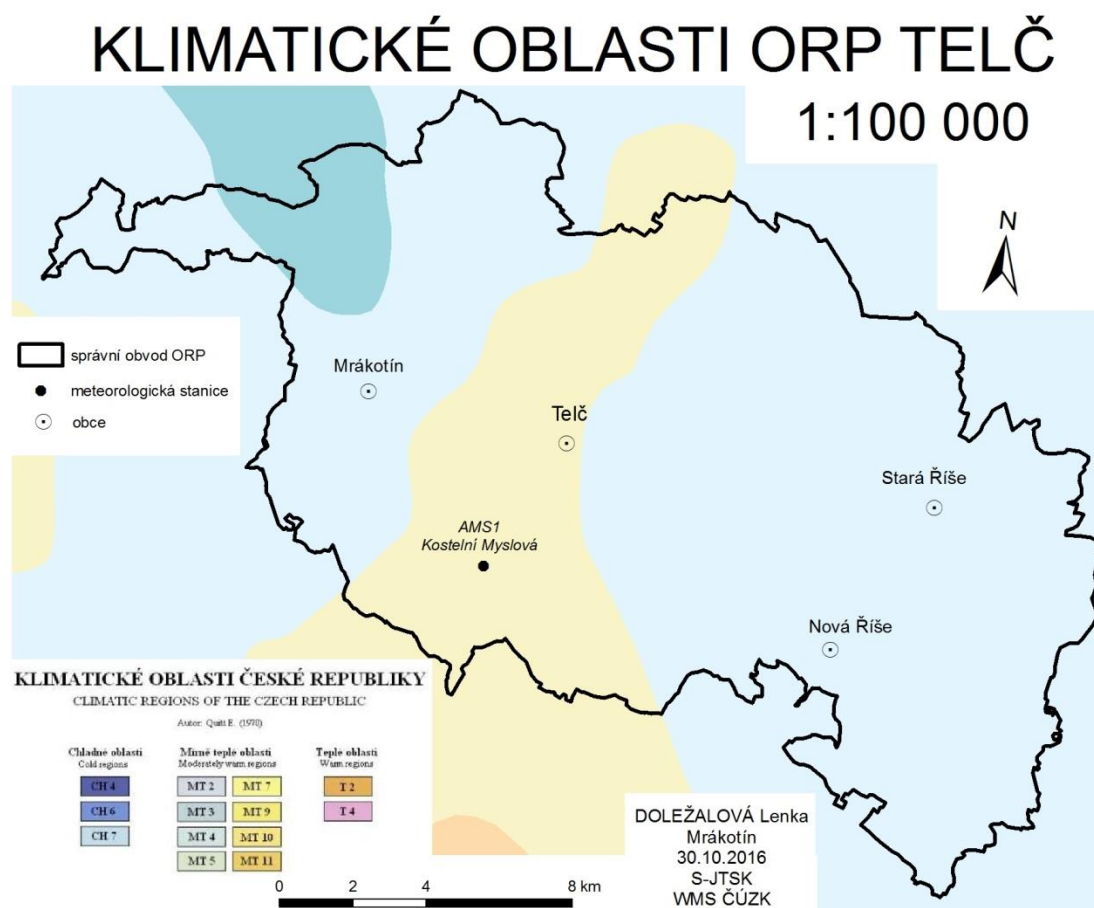 KLIMATICKÉ OBLASTI ORP TELČ
1:100 000
N
správní obvod ORP
meteorologická stanice
obce
Mrákotín
Telč
Stará Říše
AMS1
Kostelní Myslová
Nová Říše
KLIMATICKÉ OBLASTI ČESKÉ REPUBLIKY
CLIMATIC REGIONS OF THE CZECH REPUBLIC
Autor: Quitt E. (1970)
Chladné oblasti
Cold regions
CH 4
CH 6
CH 7
Mírně teplé oblasti
Moderately warm regions
MT 2 MT 7
MT 3 MT 9
MT 4 MT 10
MT 5 MT 11
Teplé oblasti
Warm regions
T 2
T 4
0 2 4 8 km
DOLEŽALOVÁ Lenka
Mrákotín
30.10.2016
S-JTSK
WMS ČÚZK